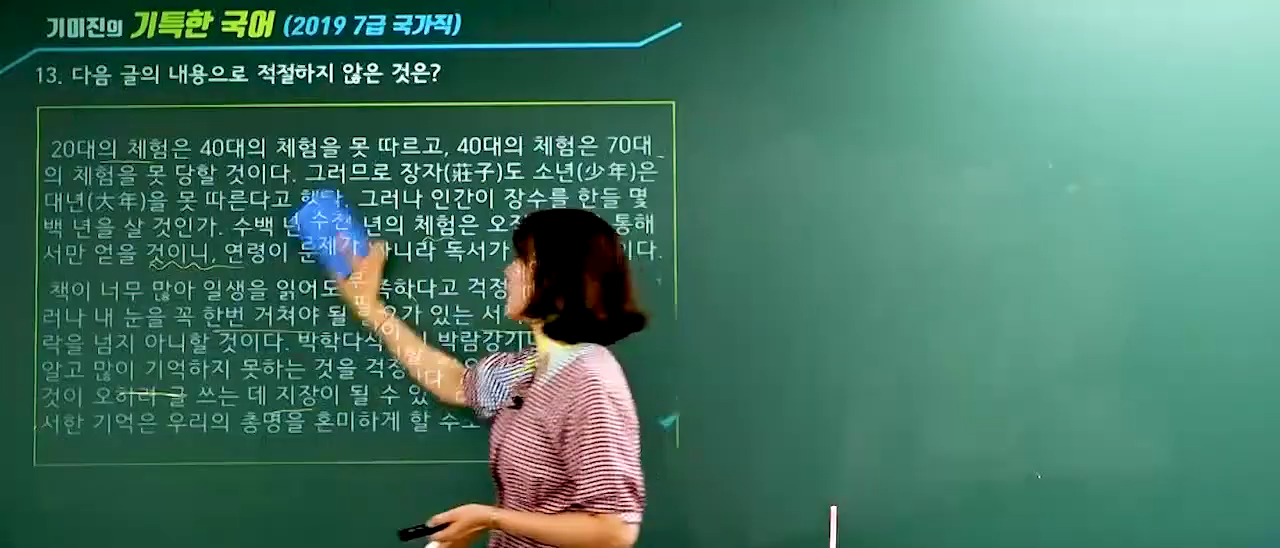 기미진의 기특한 국어 (2019 7급 국가직)
13. 다음 글의 내용으로 적절하지 않은 것은?
20대의 체험은 40대의 체험을 못 따르고, 40대의 체험은 70대
의 체험을 못 당할 것이다. 그러므로 장자(莊子)도 소년(少年)은
대년(大年)을 못 따른다고 했다. 그러나 인간이 장수를 한들 몇
백 년을 살 것인가. 수백 년 수천 년의 체험은 오직 통해
서만 얻을 것이니, 연령이 문제가 아니라 독서가
책이 너무 많아 일생을 읽어도 부족하다고 걱정
러나 내 눈을 꼭 한번 거쳐야 될 필요가 있는
락을 넘지 아니할 것이다. 박학다식이 박람강기
알고 많이 기억하지 못하는 것을 걱정
것이 오히려 글 쓰는 데 지장이 될 수
서한 기억은 우리의 총명을 혼미하게 할 수